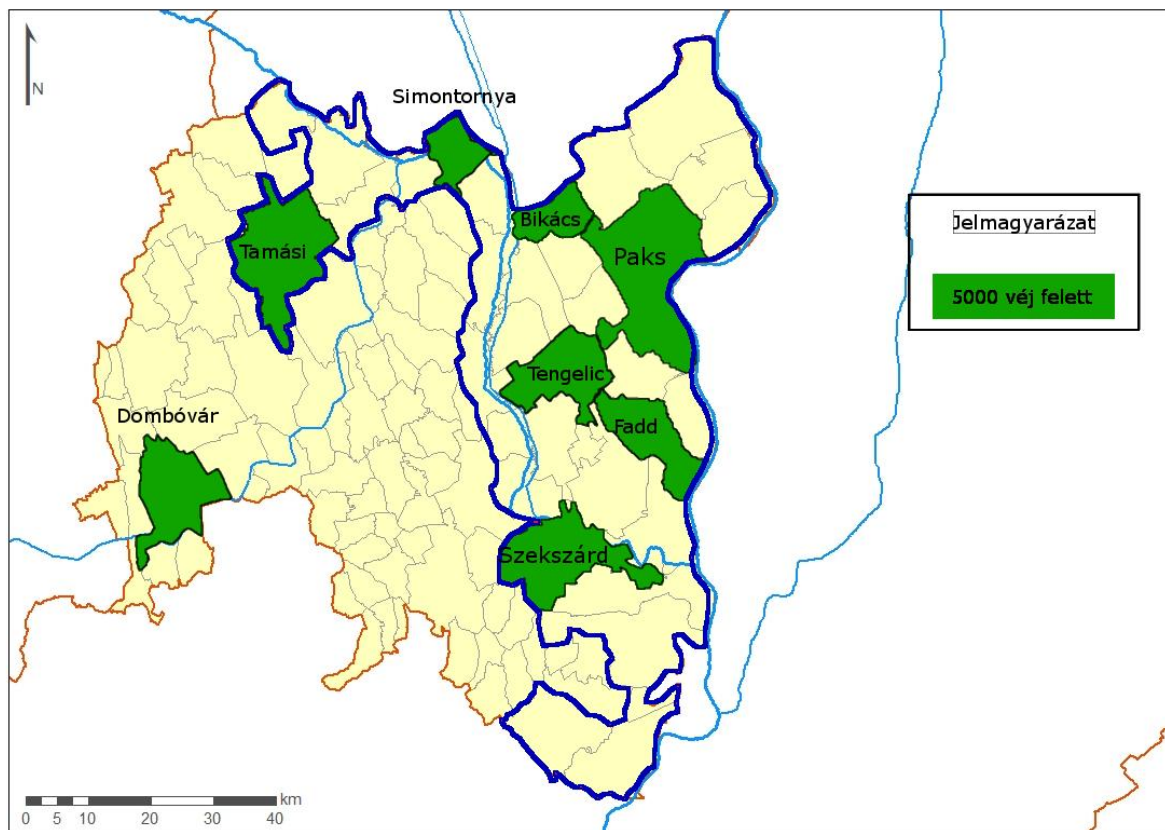 N
Simontornya
Bikács
Paks
Tamási
Jelmagyarázat
5000 véj felett
Tengelic
Dombóvár
Fadd
Szekszárd
km
0 5 10 20 30 40